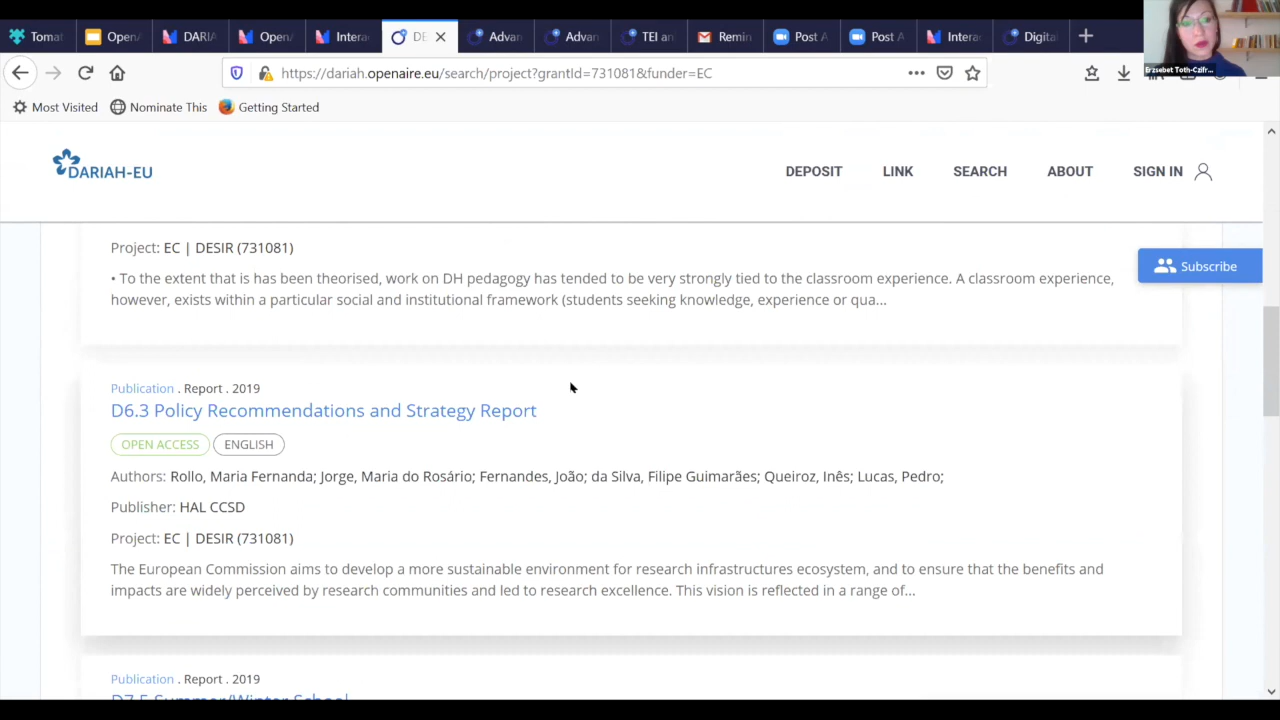 Tomat
Open/
DARIA
Open/
Intera
DE
Advan
Advan
TEI an
Remin
Post A
Post A
Intera
Digita
Erzsebet Toth-Czifr...
https://dariah.openaire.eu/search/project?grantId=731081&funder=EC
Most Visited
Nominate This
Getting Started
DARIAH-EU
DEPOSIT
LINK
SEARCH
ABOUT
SIGN IN
Project: EC | DESIR (731081)
Subscribe
• To the extent that is has been theorised, work on DH pedagogy has tended to be very strongly tied to the classroom experience. A classroom experience,
however, exists within a particular social and institutional framework (students seeking knowledge, experience or qua...
Publication . Report . 2019
D6.3 Policy Recommendations and Strategy Report
OPEN ACCESS
ENGLISH
Authors: Rollo, Maria Fernanda; Jorge, Maria do Rosário; Fernandes, João; da Silva, Filipe Guimarães; Queiroz, Inês; Lucas, Pedro;
Publisher: HAL CCSD
Project: EC | DESIR (731081)
The European Commission aims to develop a more sustainable environment for research infrastructures ecosystem, and to ensure that the benefits and
impacts are widely perceived by research communities and led to research excellence. This vision is reflected in a range of...
Publication . Report . 2019
D7.5 Summer/Winter School